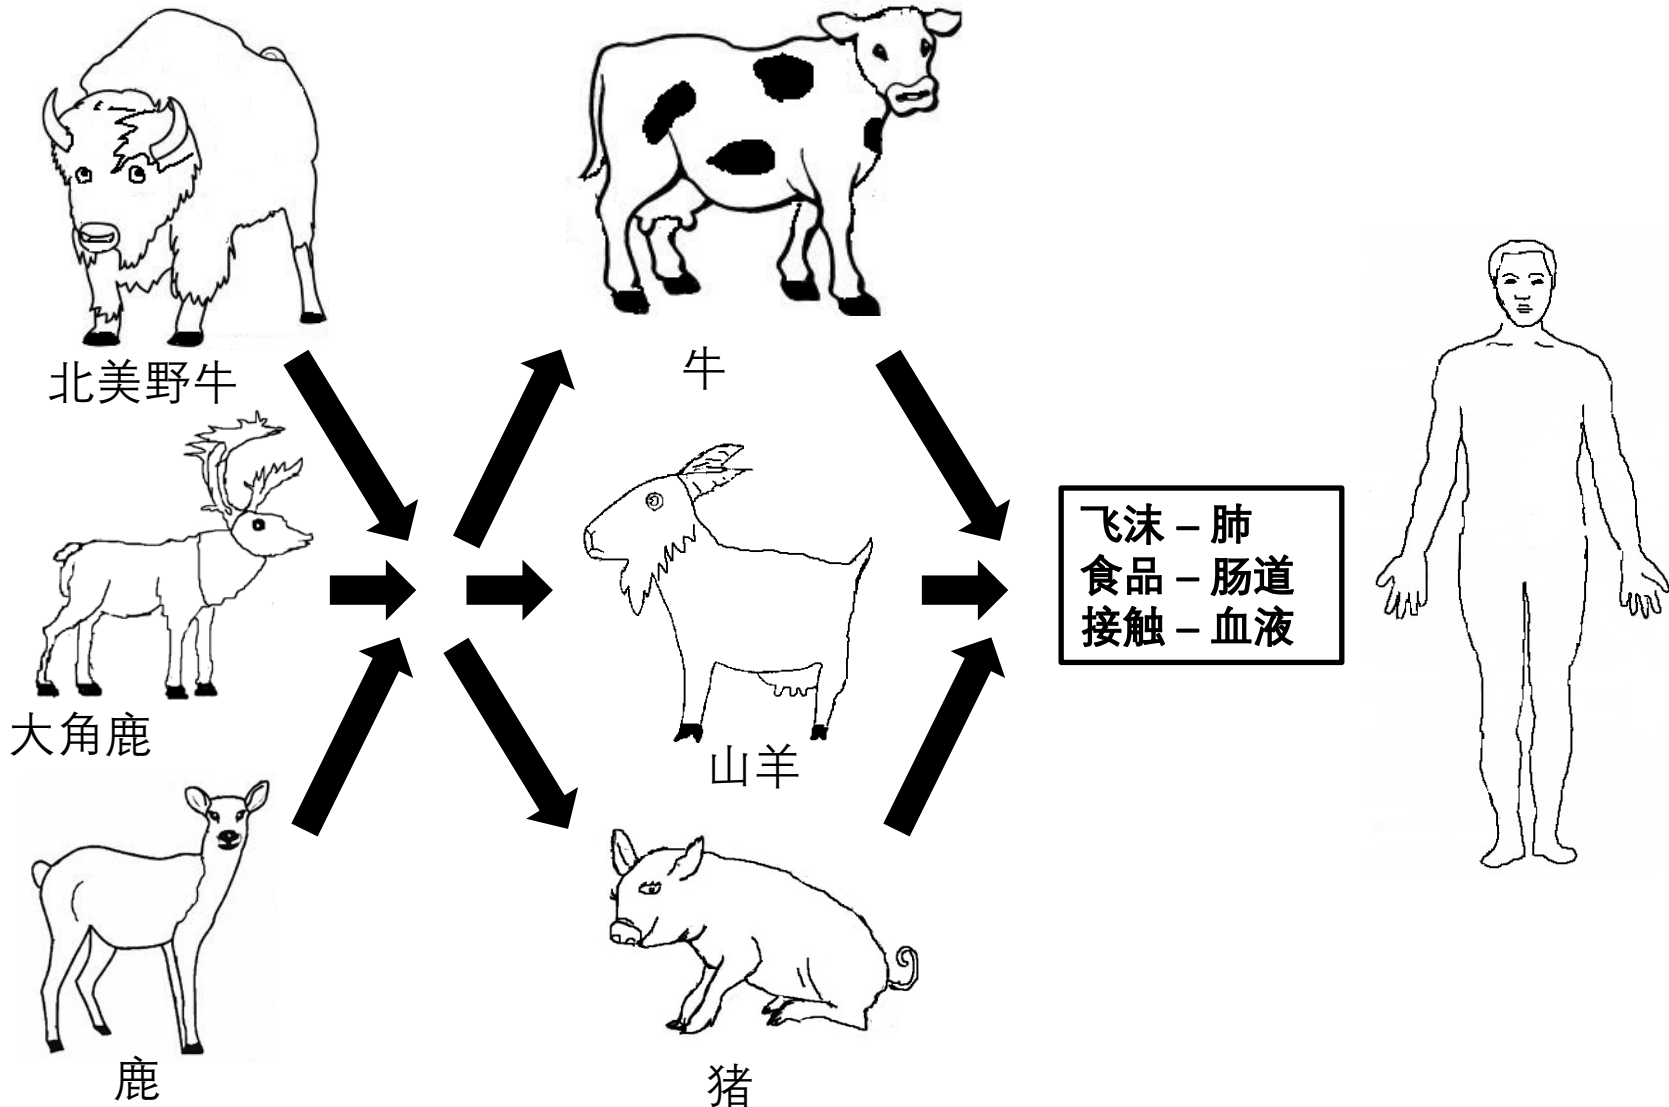 北美野牛
牛
大角鹿
山羊
鹿
猪
飞沫 – 肺
食品 – 肠道
接触 – 血液